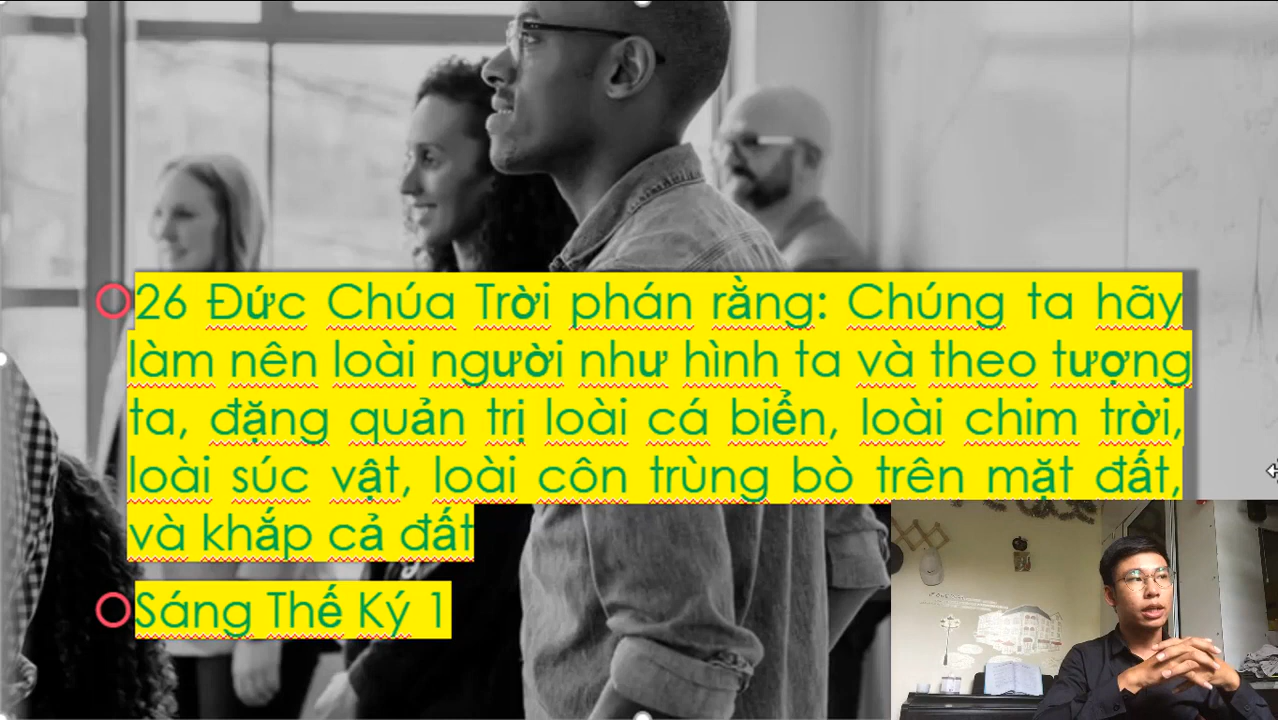 26 Đức Chúa Trời phán rằng: Chúng ta hãy
làm nên loài người như hình ta và theo tượng
ta, đặng quản trị loài cá biển, loài chim trời,
loài súc vật, loài côn trùng bò trên mặt đất,
và khắp cả đất
Sáng Thế Ký 1